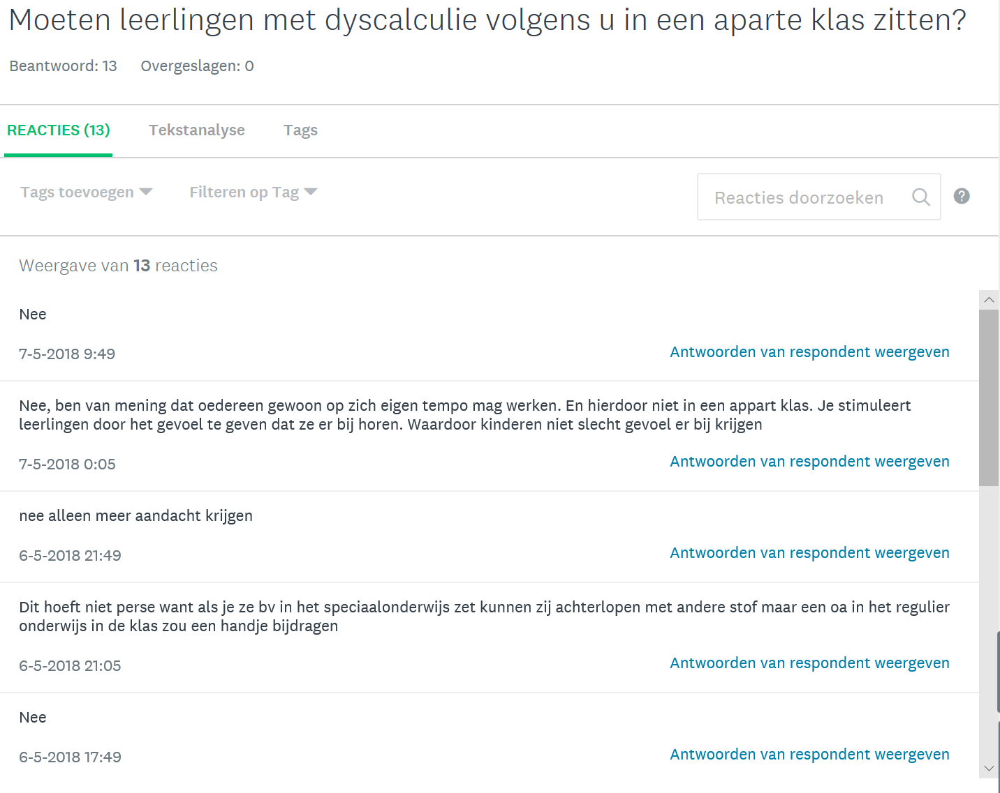 Moeten leerlingen met dyscalculie volgens u in een aparte klas zitten?
Beantwoord: 13 Overgeslagen: 0
REACTIES (13) Tekstanalyse Tags
Tags toevoegen Filteren op Tag Reacties doorzoeken ?
Weergave van 13 reacties
Nee
7-5-2018 9:49 Antwoorden van respondent weergeven
Nee, ben van mening dat oedereen gewoon op zich eigen tempo mag werken. En hierdoor niet in een appart klas. Je stimuleert
leerlingen door het gevoel te geven dat ze er bij horen. Waardoor kinderen niet slecht gevoel er bij krijgen
7-5-2018 0:05 Antwoorden van respondent weergeven
nee alleen meer aandacht krijgen
6-5-2018 21:49 Antwoorden van respondent weergeven
Dit hoeft niet perse want als je ze bv in het speciaalonderwijs zet kunnen zij achterlopen met andere stof maar een oa in het regulier
onderwijs in de klas zou een handje bijdragen
6-5-2018 21:05 Antwoorden van respondent weergeven
Nee
6-5-2018 17:49 Antwoorden van respondent weergeven